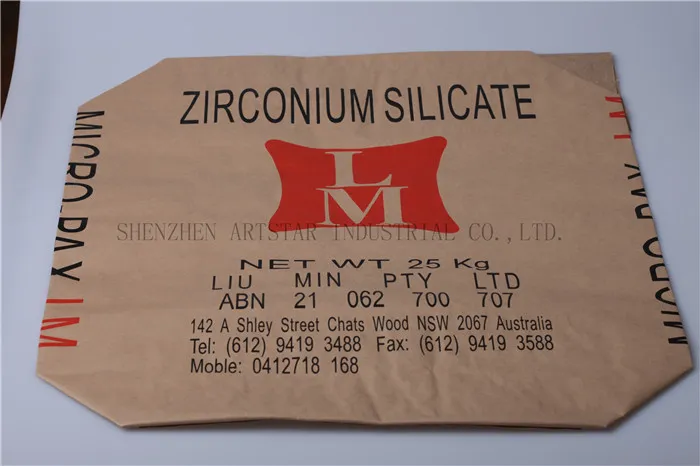 ZIRCONIUM SILICATE
MICRO-PAX LM
L
M
MICRO-PAX LM
SHENZHEN ARTSTAR INDUSTRIAL CO.,LTD.
NET WT 25 Kg
LIU MIN PTY LTD
ABN 21 062 700 707
142 A Shley Street Chats Wood NSW 2067 Australia
Tel: (612) 9419 3488 Fax: (612) 9419 3588
Moble: 0412718 168